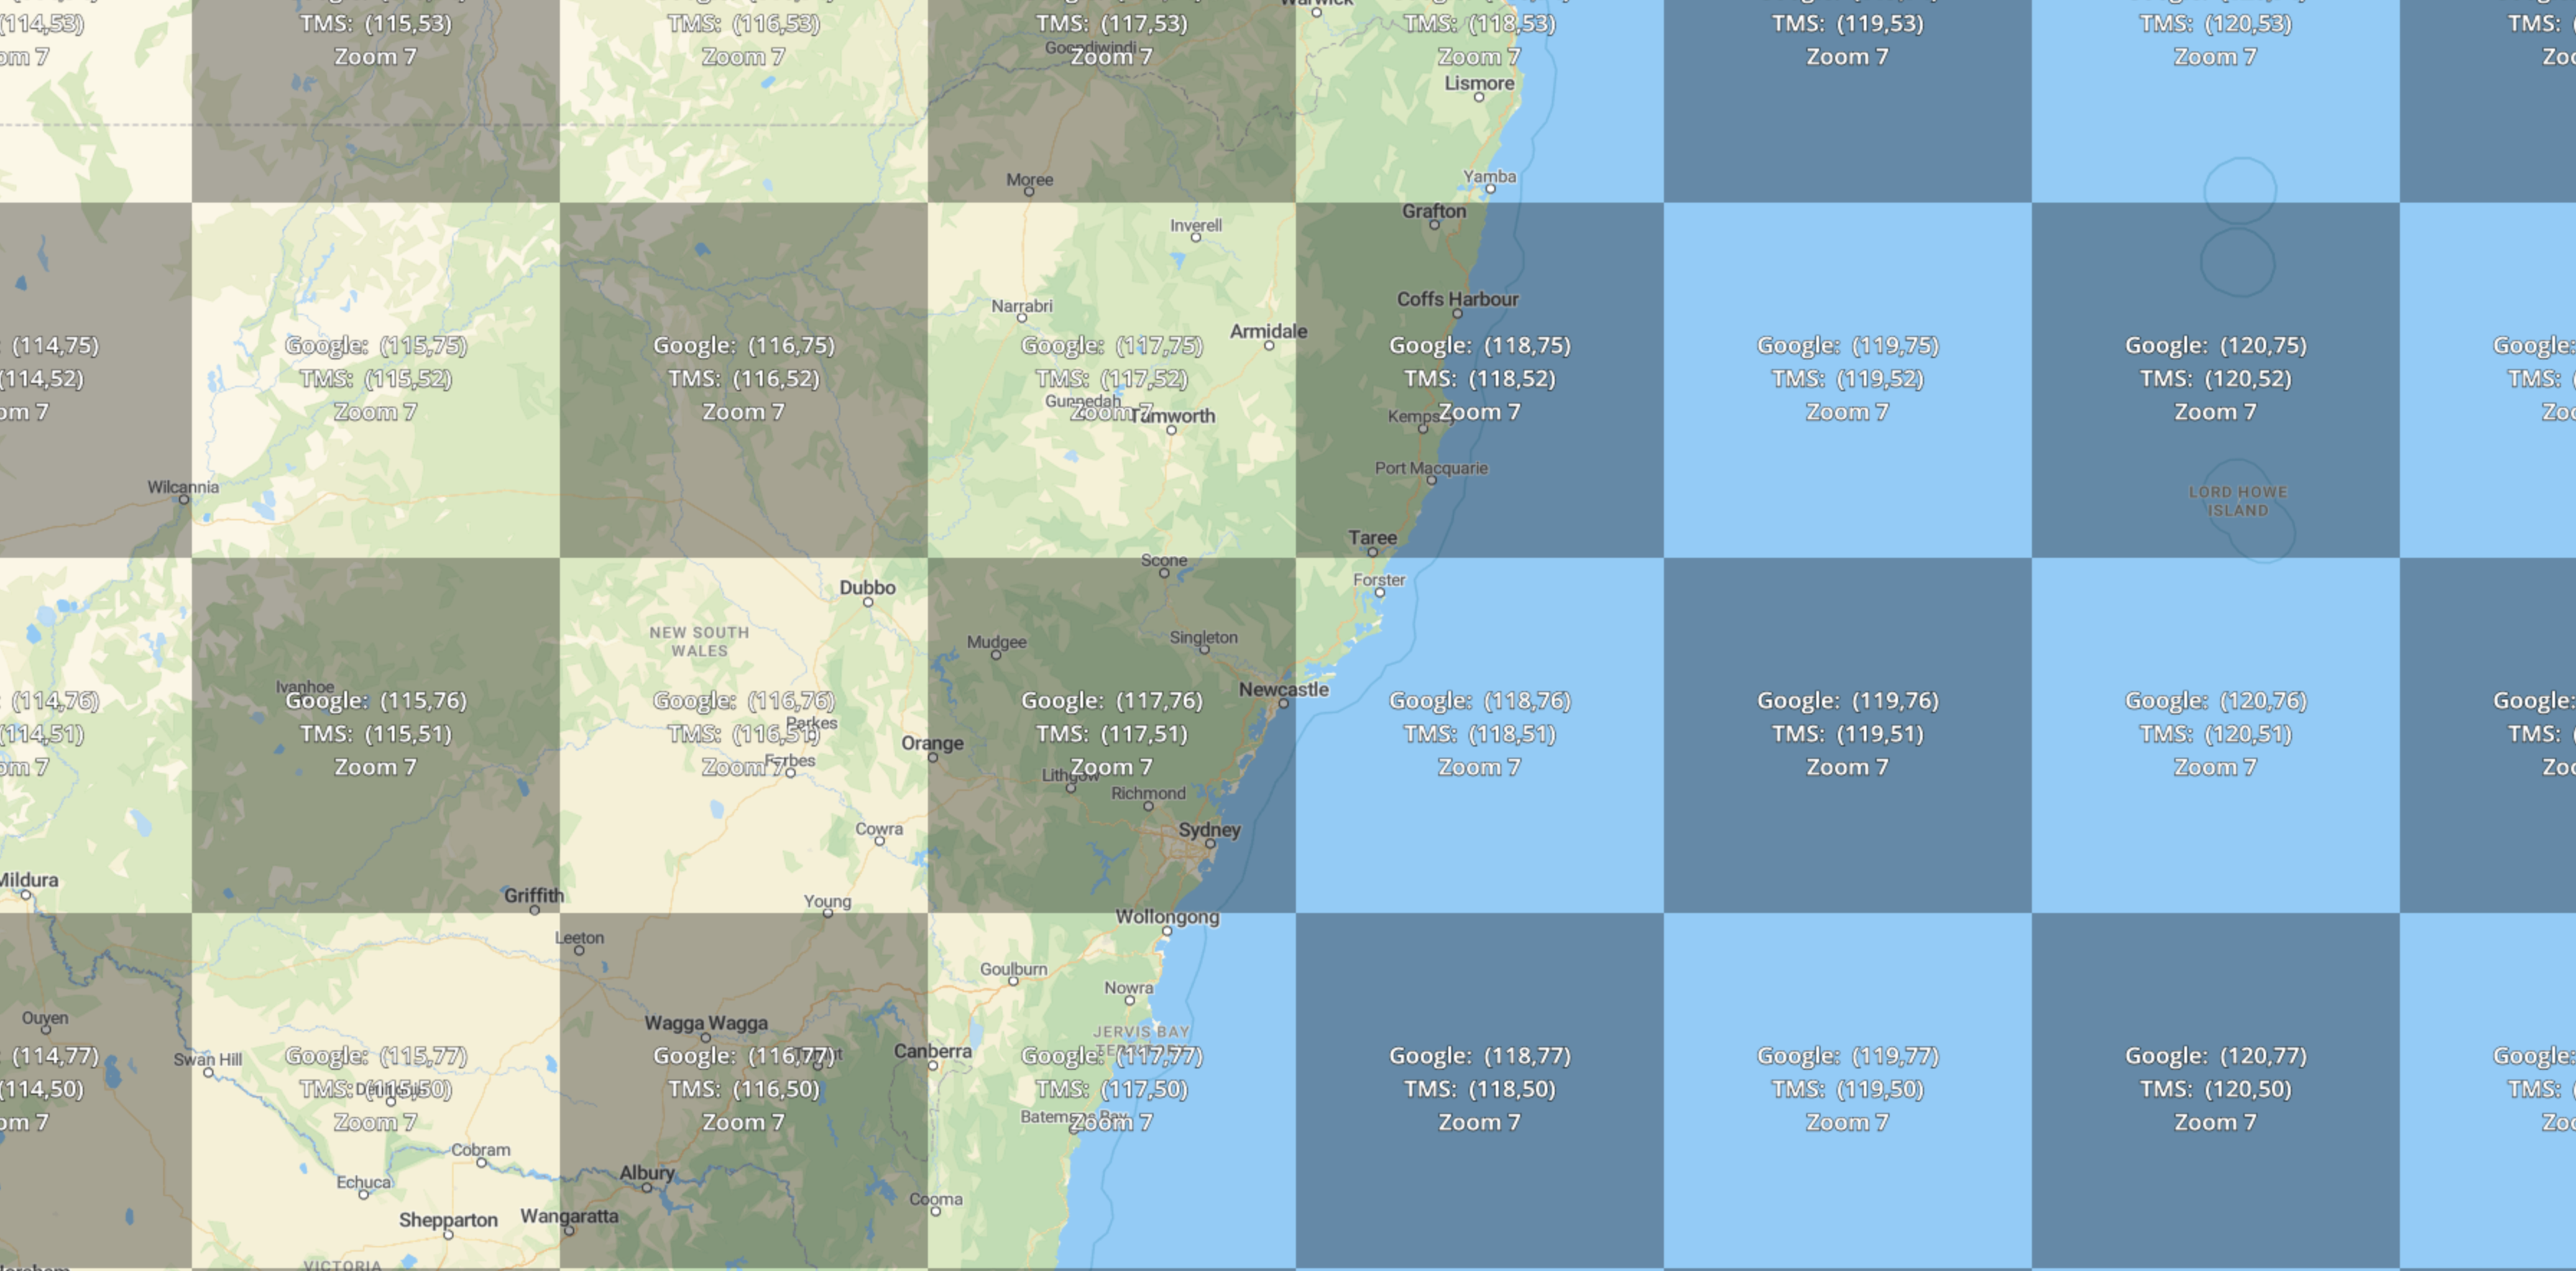 Warwick
(114,53)
TMS: (115,53)
TMS: (116,53)
TMS: (117,53)
TMS: (118,53)
TMS: (119,53)
TMS: (120,53)
TMS:
Goondiwindi
om 7
Zoom 7
Zoom 7
Zoom 7
Zoom 7
Zoom 7
Zoom 7
Zoo
Lismore
Moree
Yamba
Grafton
Inverell
Coffs Harbour
Narrabri
Armidale
: (114,75)
Google: (115,75)
Google: (116,75)
Google: (117,75)
Google: (118,75)
Google: (119,75)
Google: (120,75)
Google:
(114,52)
TMS: (115,52)
TMS: (116,52)
TMS: (117,52)
TMS: (118,52)
TMS: (119,52)
TMS: (120,52)
TMS: (
Gunnedah
om 7
Zoom 7
Zoom 7
Zoom 7
Tamworth
Kempsey
Zoom 7
Zoom 7
Zoom 7
Zoo
Port Macquarie
Wilcannia
LORD HOWE
ISLAND
Taree
Scone
Forster
Dubbo
NEW SOUTH
WALES
Mudgee
Singleton
Ivanhoe
Newcastle
: (114,76)
Google: (115,76)
Google: (116,76)
Google: (117,76)
Google: (118,76)
Google: (119,76)
Google: (120,76)
Google:
Parkes
(114,51)
TMS: (115,51)
TMS: (116,51)
Orange
TMS: (117,51)
TMS: (118,51)
TMS: (119,51)
TMS: (120,51)
TMS: (
om 7
Zoom 7
Zoom 7
Forbes
Zoom 7
Zoom 7
Zoom 7
Zoom 7
Zoo
Lithgow
Richmond
Cowra
Sydney
Mildura
Griffith
Young
Wollongong
Leeton
Goulburn
Nowra
Ouyen
Wagga Wagga
JERVIS BAY
TERRITORY
Swan Hill
Canberra
: (114,77)
Google: (115,77)
Google: (116,77)
Google: (117,77)
Google: (118,77)
Google: (119,77)
Google: (120,77)
Google:
(114,50)
TMS: (115,50)
TMS: (116,50)
TMS: (117,50)
TMS: (118,50)
TMS: (119,50)
TMS: (120,50)
TMS: (
Batemans Bay
om 7
Zoom 7
Zoom 7
Zoom 7
Zoom 7
Zoom 7
Zoom 7
Zoo
Cobram
Echuca
Albury
Cooma
Shepparton
Wangaratta
VICTORIA